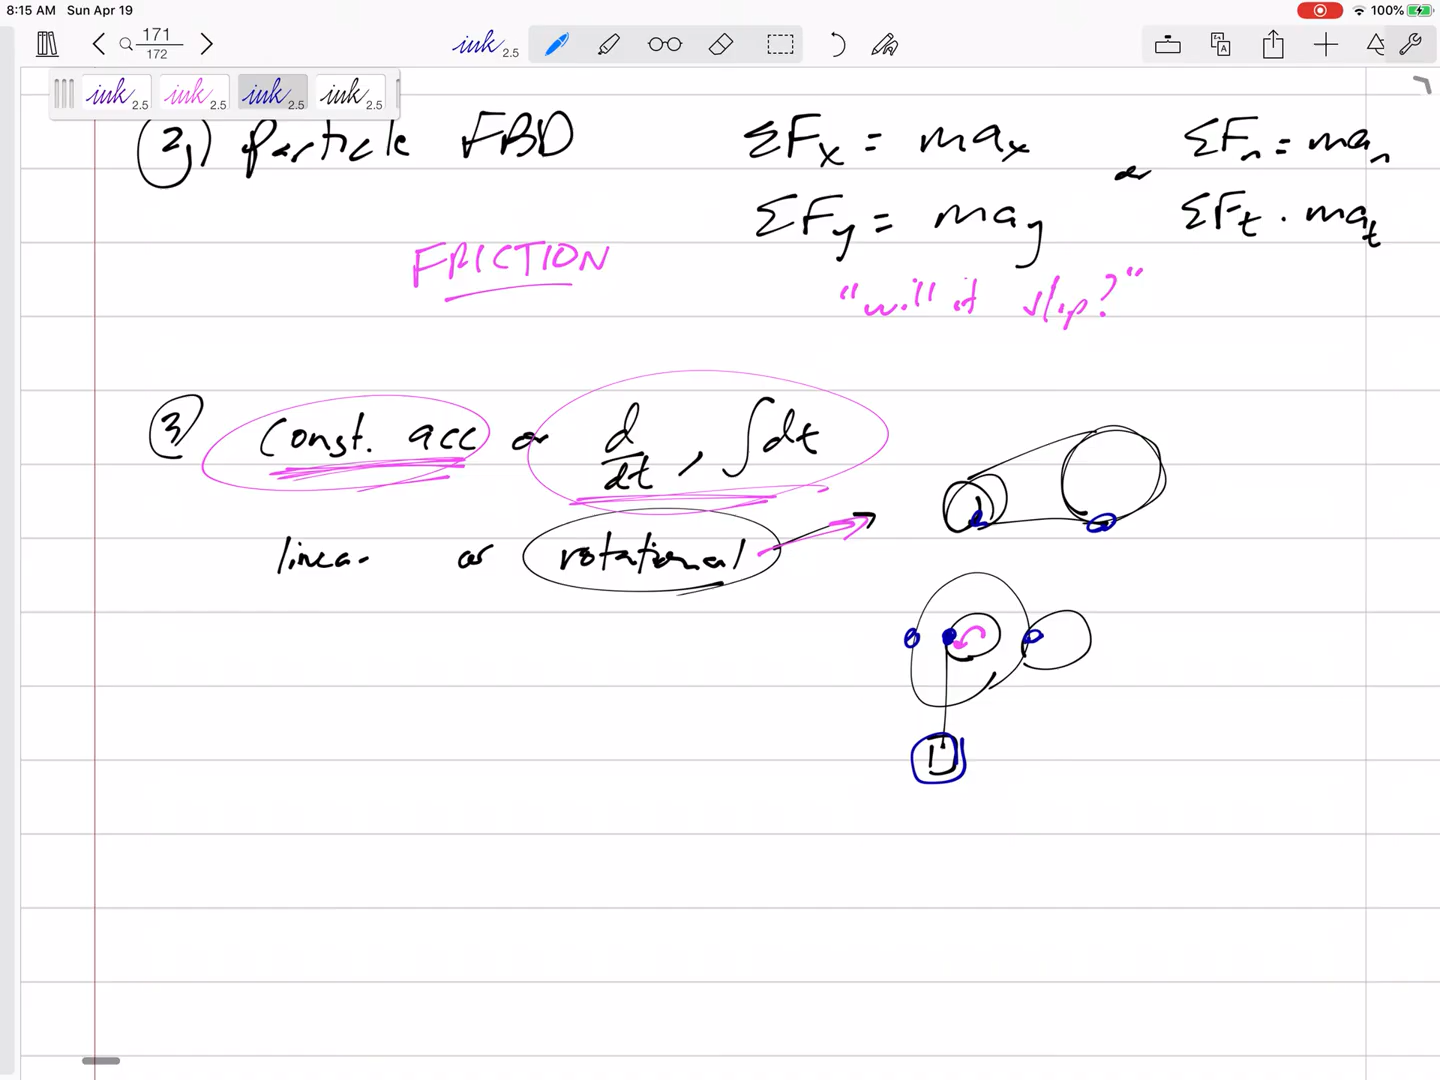 8:15 AM Sun Apr 19
100%
171
172
ink 2.5
ink 2.5 ink 2.5 ink 2.5 ink 2.5
2) Particle FBD ΣFx = max or ΣFn = man
ΣFy = may ΣFt = mat
FRICTION
"will it slip?"
3 Const. acc or d/dt, ∫dt
linear or rotational